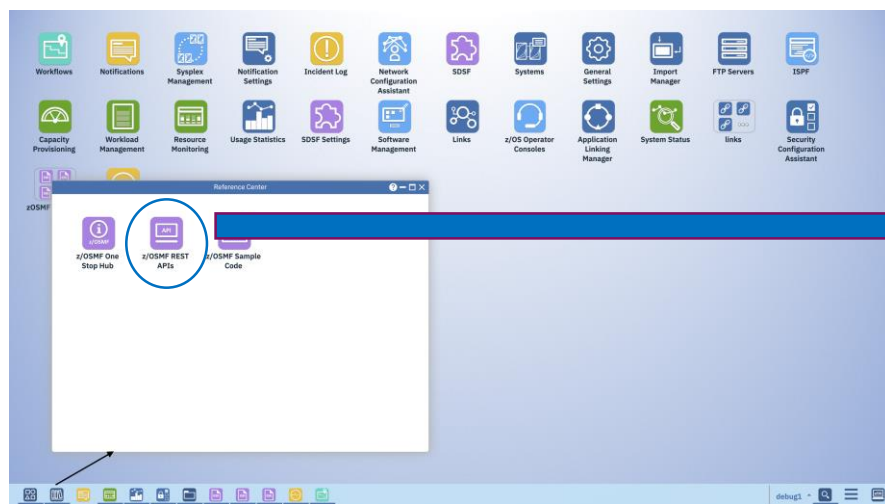 Workflows
Notifications
Sysplex
Management
Notification
Settings
Incident Log
Network
Configuration
Assistant
SDSF
Systems
General
Settings
Import
Manager
FTP Servers
ISPF
Capacity
Provisioning
Workload
Management
Resource
Monitoring
Usage Statistics
SDSF Settings
Software
Management
Links
z/OS Operator
Consoles
Application
Linking
Manager
System Status
links
Security
Configuration
Assistant
zOSMF
Reference Center
z/OSMF
API
z/OSMF One
Stop Hub
z/OSMF REST
APIs
z/OSMF Sample
Code
debug1